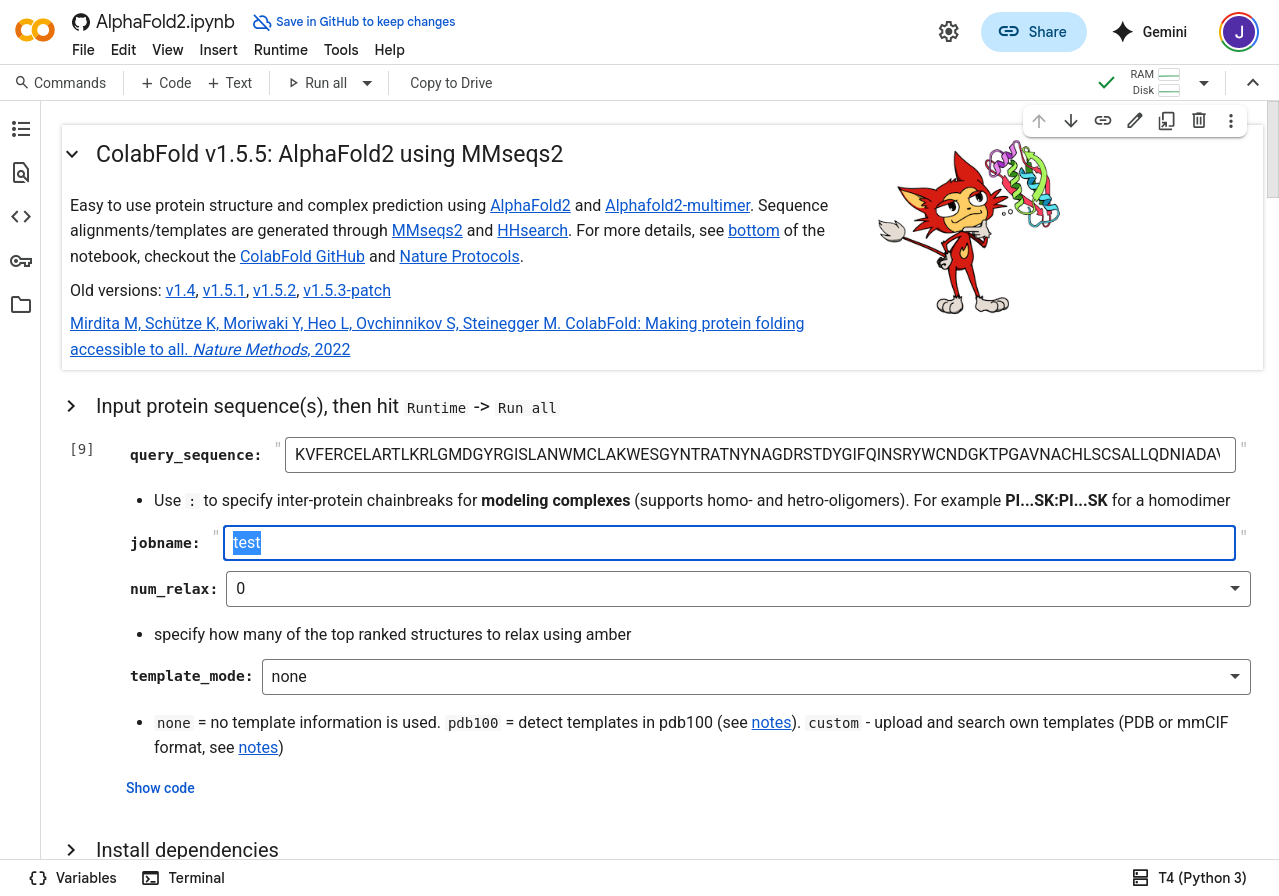 AlphaFold2.ipynb Save in GitHub to keep changes
File Edit View Insert Runtime Tools Help
Share Gemini J
Commands + Code + Text Run all Copy to Drive RAM Disk
ColabFold v1.5.5: AlphaFold2 using MMseqs2
Easy to use protein structure and complex prediction using AlphaFold2 and Alphafold2-multimer. Sequence
alignments/templates are generated through MMseqs2 and HHsearch. For more details, see bottom of the
notebook, checkout the ColabFold GitHub and Nature Protocols.
Old versions: v1.4, v1.5.1, v1.5.2, v1.5.3-patch
Mirdita M, Schütze K, Moriwaki Y, Heo L, Ovchinnikov S, Steinegger M. ColabFold: Making protein folding
accessible to all. Nature Methods, 2022
Input protein sequence(s), then hit Runtime -> Run all
[9] query_sequence: " KVFERCELARTLKRLGMDGYRGISLANWMCLAKWESGYNTRATNYNAGDRSTDYGIFQINSRYWCNDGKTPGAVNACHLSCSALLQDNIADAV "
• Use : to specify inter-protein chainbreaks for modeling complexes (supports homo- and hetro-oligomers). For example PI...SK:PI...SK for a homodimer
jobname: " test "
num_relax: 0
• specify how many of the top ranked structures to relax using amber
template_mode: none
• none = no template information is used. pdb100 = detect templates in pdb100 (see notes). custom - upload and search own templates (PDB or mmCIF
format, see notes)
Show code
Install dependencies
Variables Terminal T4 (Python 3)